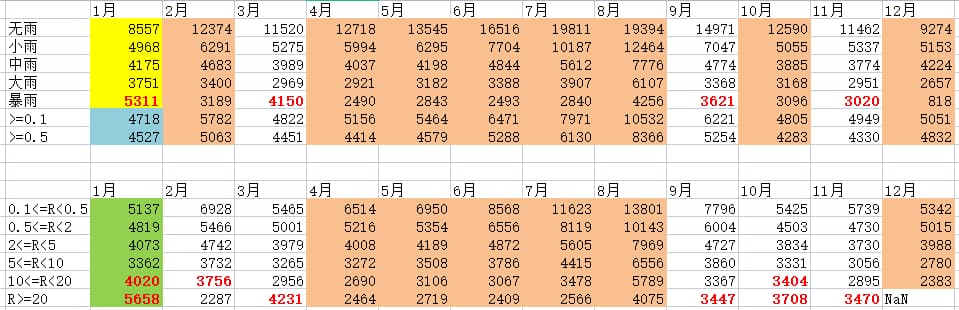 1月 2月 3月 4月 5月 6月 7月 8月 9月 10月 11月 12月
无雨 8557 12374 11520 12718 13545 16516 19811 19394 14971 12590 11462 9274
小雨 4968 6291 5275 5994 6295 7704 10187 12464 7047 5055 5337 5153
中雨 4175 4683 3989 4037 4198 4844 5612 7776 4774 3885 3774 4224
大雨 3751 3400 2969 2921 3182 3388 3907 6107 3368 3168 2951 2657
暴雨 5311 3189 4150 2490 2843 2493 2840 4256 3621 3096 3020 818
>=0.1 4718 5782 4822 5156 5464 6471 7971 10532 6221 4805 4949 5051
>=0.5 4527 5063 4451 4414 4579 5288 6130 8366 5254 4283 4330 4832
1月 2月 3月 4月 5月 6月 7月 8月 9月 10月 11月 12月
0.1<=R<0.5 5137 6928 5465 6514 6950 8568 11623 13801 7796 5425 5739 5342
0.5<=R<2 4819 5466 5001 5216 5354 6556 8119 10143 6004 4503 4730 5015
2<=R<5 4073 4742 3979 4008 4189 4872 5605 7969 4727 3834 3730 3988
5<=R<10 3362 3732 3265 3272 3508 3786 4415 6556 3860 3331 3056 2780
10<=R<20 4020 3756 2956 2690 3106 3067 3478 5789 3367 3404 2895 2383
R>=20 5658 2287 4231 2464 2719 2409 2566 4075 3447 3708 3470 NaN